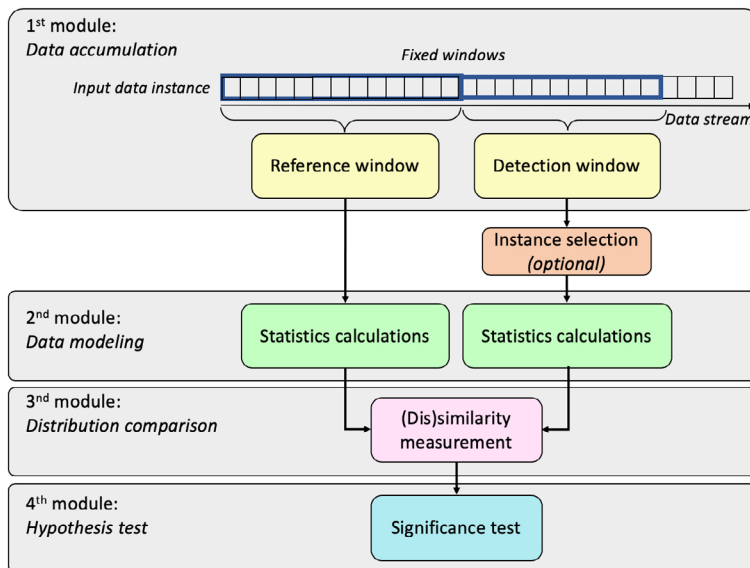 1st module:
Data accumulation
Fixed windows
Input data instance
Data stream
Reference window
Detection window
Instance selection
(optional)
2nd module:
Data modeling
Statistics calculations
Statistics calculations
3nd module:
Distribution comparison
(Dis)similarity
measurement
4th module:
Hypothesis test
Significance test